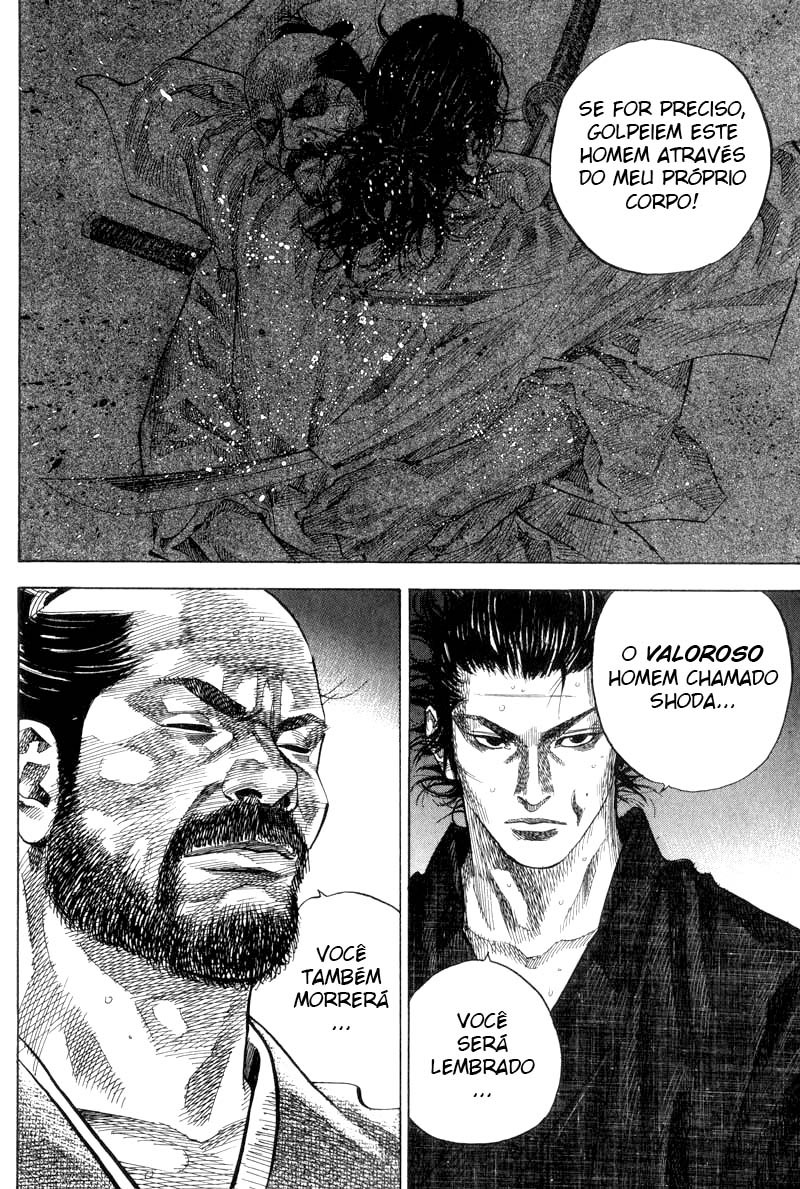 SE FOR PRECISO,
GOLPEIEM ESTE
HOMEM ATRAVÉS
DO MEU PRÓPRIO
CORPO!
O VALOROSO
HOMEM CHAMADO
SHODA...
VOCÊ
SERÁ
LEMBRADO
...
VOCÊ
TAMBÉM
MORRERÁ
...